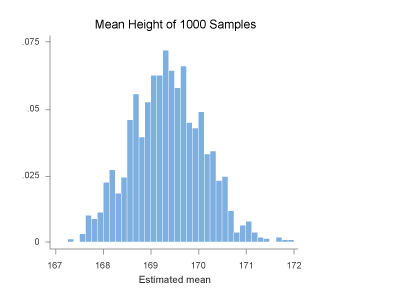 Mean Height of 1000 Samples
.075
.05
.025
0
167 168 169 170 171 172
Estimated mean